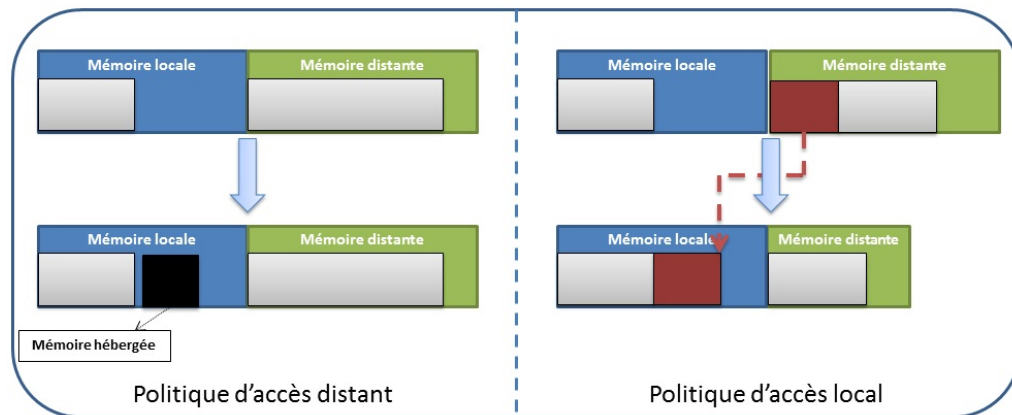 Mémoire locale
Mémoire distante
Mémoire locale
Mémoire distante
Mémoire hébergée
Politique d'accès distant
Mémoire locale
Mémoire distante
Mémoire locale
Mémoire distante
Politique d'accès local